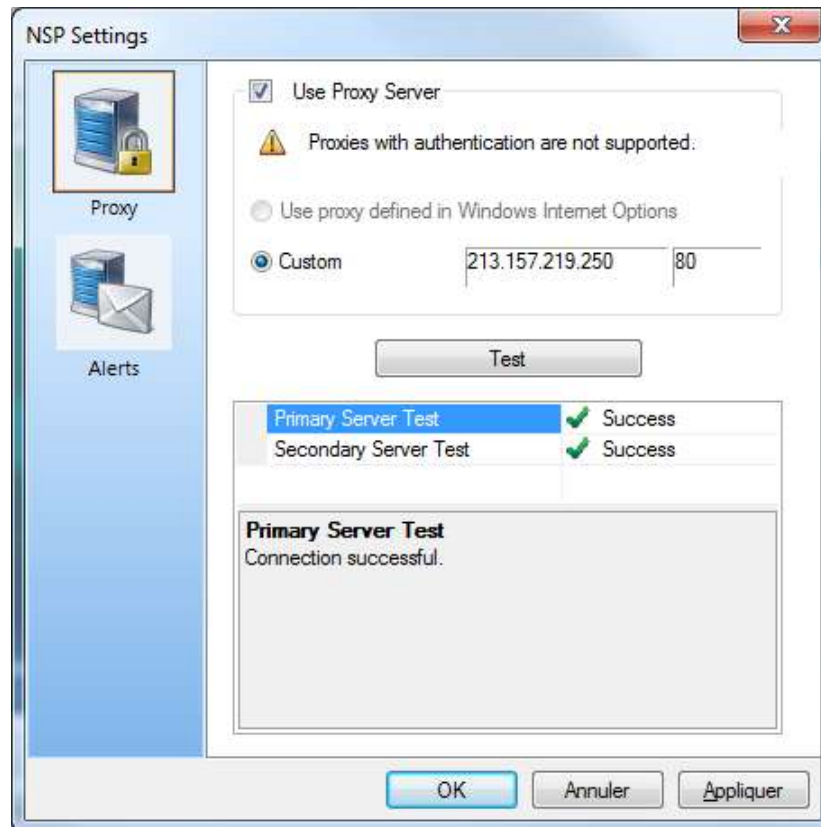 NSP Settings
Proxy
Alerts
Use Proxy Server
Proxies with authentication are not supported.
Use proxy defined in Windows Internet Options
Custom 213.157.219.250 80
Test
Primary Server Test Success
Secondary Server Test Success
Primary Server Test
Connection successful.
OK Annuler Appliquer